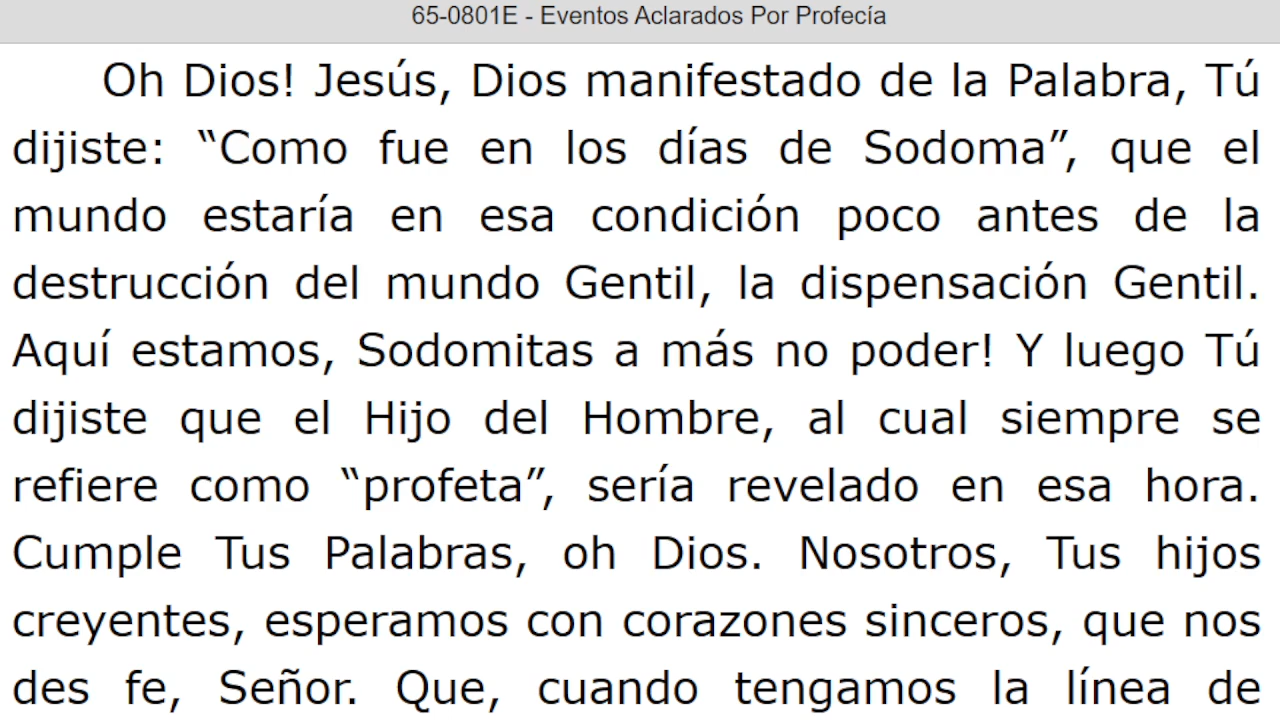 65-0801E - Eventos Aclarados Por Profecía
Oh Dios! Jesús, Dios manifestado de la Palabra, Tú
dijiste: “Como fue en los días de Sodoma”, que el
mundo estaría en esa condición poco antes de la
destrucción del mundo Gentil, la dispensación Gentil.
Aquí estamos, Sodomitas a más no poder! Y luego Tú
dijiste que el Hijo del Hombre, al cual siempre se
refiere como “profeta”, sería revelado en esa hora.
Cumple Tus Palabras, oh Dios. Nosotros, Tus hijos
creyentes, esperamos con corazones sinceros, que nos
des fe, Señor. Que, cuando tengamos la línea de